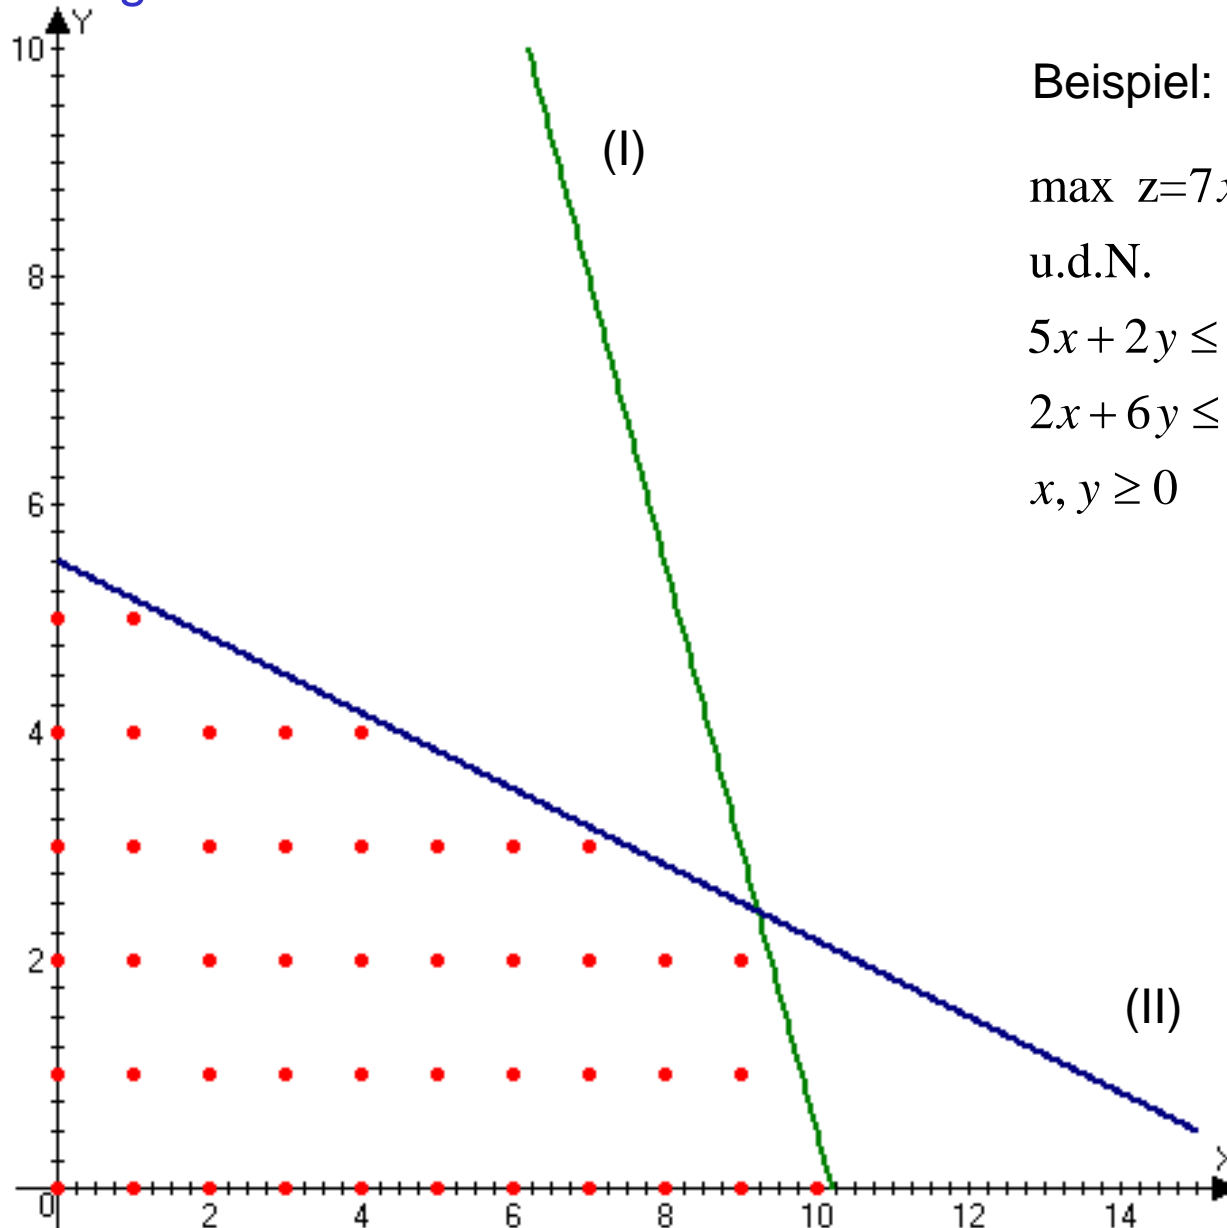 Y
10
8
6
4
2
0
2
4
6
8
10
12
14
(I)
(II)
Beispiel:
max z=7x
u.d.N.
5x + 2y ≤
2x + 6y ≤
x, y ≥ 0